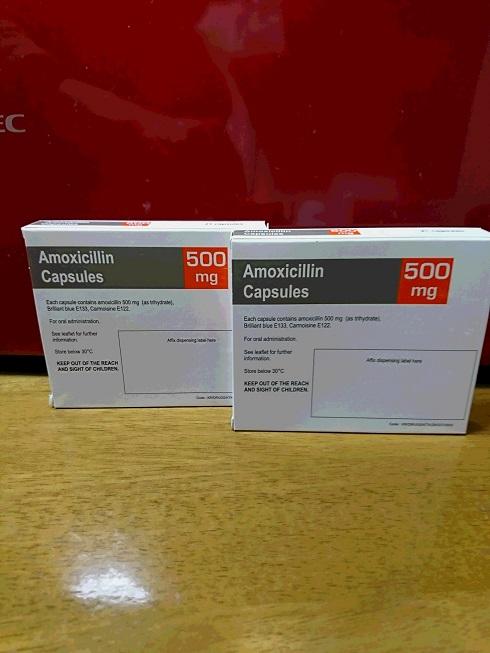 EC
Amoxicillin
Capsules
500
mg
Each capsule contains amoxicillin 500 mg (as trihydrate),
Brilliant blue E133, Carmoisine E122.
For oral administration.
See leaflet for further
information.
Store below 30°C
KEEP OUT OF THE REACH
AND SIGHT OF CHILDREN.
Affix dispensing label here
Code:
Amoxicillin
Capsules
500
mg
Each capsule contains amoxicillin 500 mg (as trihydrate),
Brilliant blue E133, Carmoisine E122.
For oral administration.
See leaflet for further
information.
Store below 30°C
KEEP OUT OF THE REACH
AND SIGHT OF CHILDREN.
Affix dispensing label here
Code: